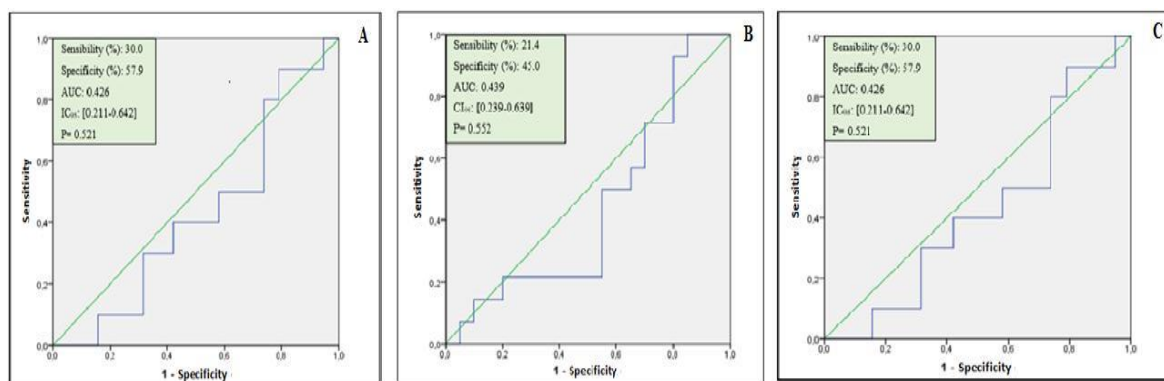 A
Sensibility (%): 30.0
Specificity (%): 57.9
AUC: 0.426
IC₉₅: [0.211-0.642]
P= 0.521
1,0
0,8
0,6
0,4
0,2
0,0
Sensitivity
0,0 0,2 0,4 0,6 0,8 1,0
1 - Specificity
B
Sensibility (%): 21.4
Specificity (%): 45.0
AUC: 0.439
CI₉₅: [0.239-0.639]
P= 0.552
1,0
0,8
0,6
0,4
0,2
0,0
Sensitivity
0,0 0,2 0,4 0,6 0,8 1,0
1 - Specificity
C
Sensibility (%): 30.0
Specificity (%): 57.9
AUC: 0.426
IC₉₅: [0.211-0.642]
P= 0.521
1,0
0,8
0,6
0,4
0,2
0,0
Sensitivity
0,0 0,2 0,4 0,6 0,8 1,0
1 - Specificity